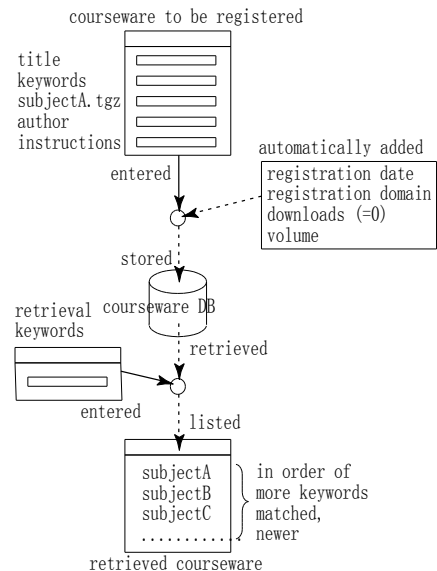 courseware to be registered
title
keywords
subjectA.tgz
author
instructions
entered
automatically added
registration date
registration domain
downloads (=0)
volume
stored
courseware DB
retrieval
keywords
retrieved
entered
listed
subjectA
subjectB
subjectC
............
in order of
more keywords
matched,
newer
retrieved courseware